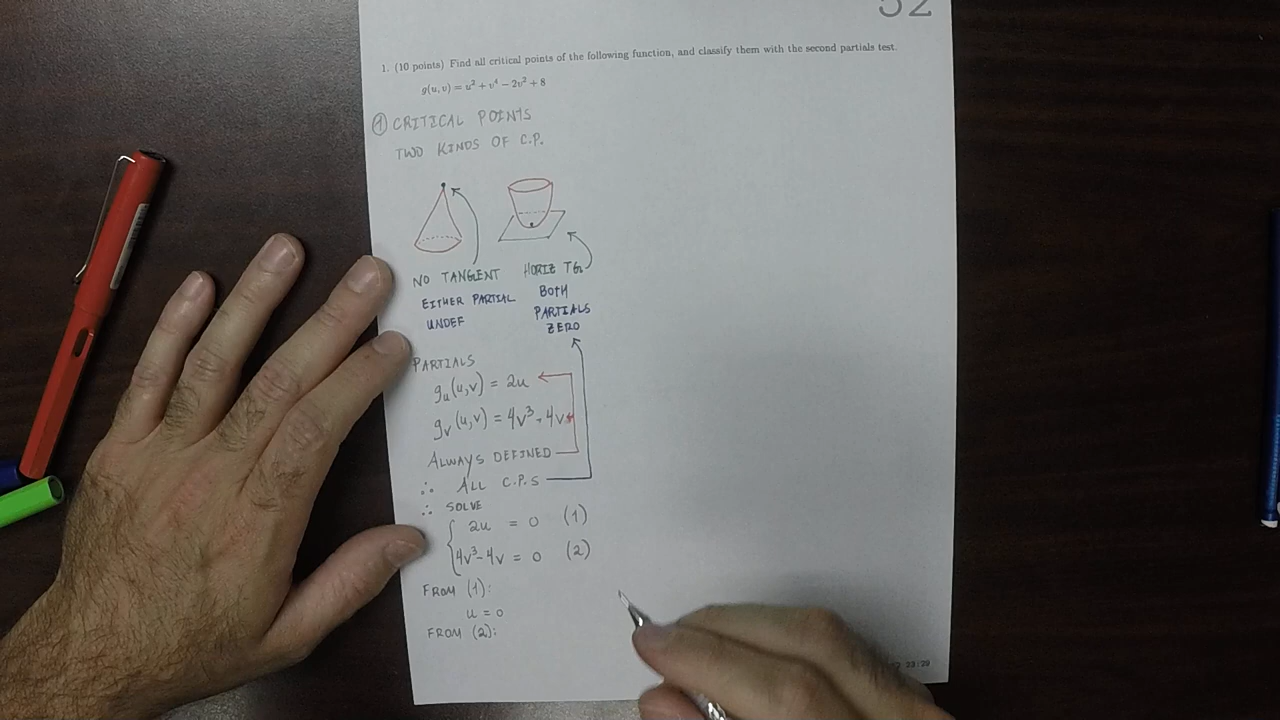 52
1. (10 points) Find all critical points of the following function, and classify them with the second partials test.
g(u, v) = u² + v⁴ − 2v² + 8
① CRITICAL POINTS
TWO KINDS OF C.P.
NO TANGENT
EITHER PARTIAL
UNDEF
HORIZ TG
BOTH
PARTIALS
ZERO
PARTIALS
g_u(u,v) = 2u
g_v(u,v) = 4v³ - 4v
ALWAYS DEFINED
∴ ALL C.P.S
∴ SOLVE
2u = 0 (1)
4v³-4v = 0 (2)
FROM (1):
u = 0
FROM (2):